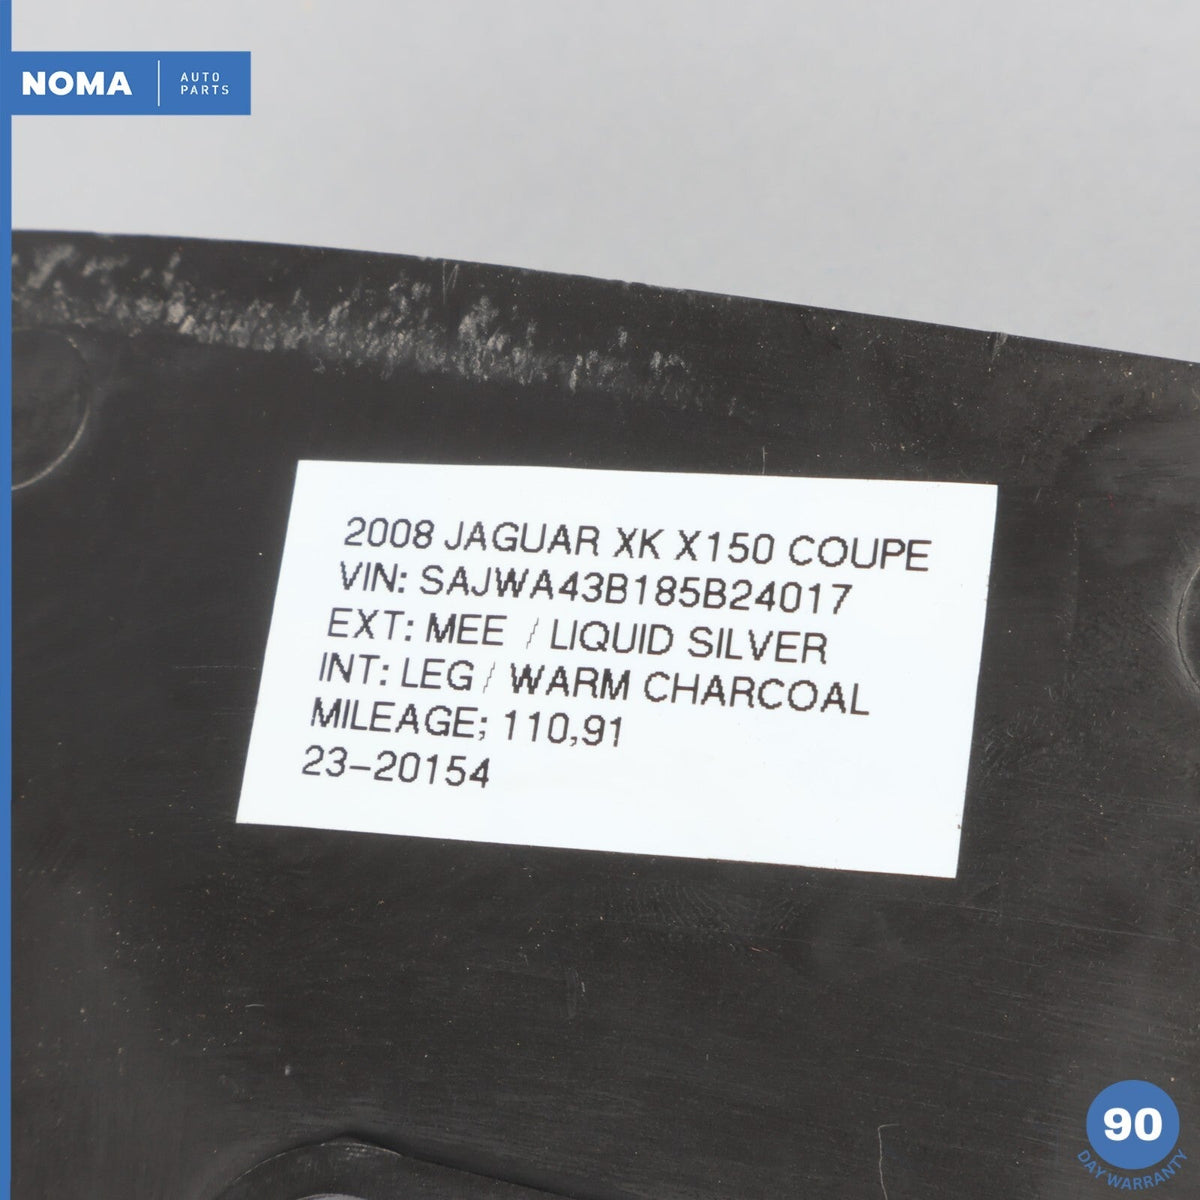 NOMA
AUTO
PARTS
2008 JAGUAR XK X150 COUPE
VIN: SAJWA43B185B24017
EXT: MEE / LIQUID SILVER
INT: LEG / WARM CHARCOAL
MILEAGE; 110,91
23-20154
90
DAY WARRANTY